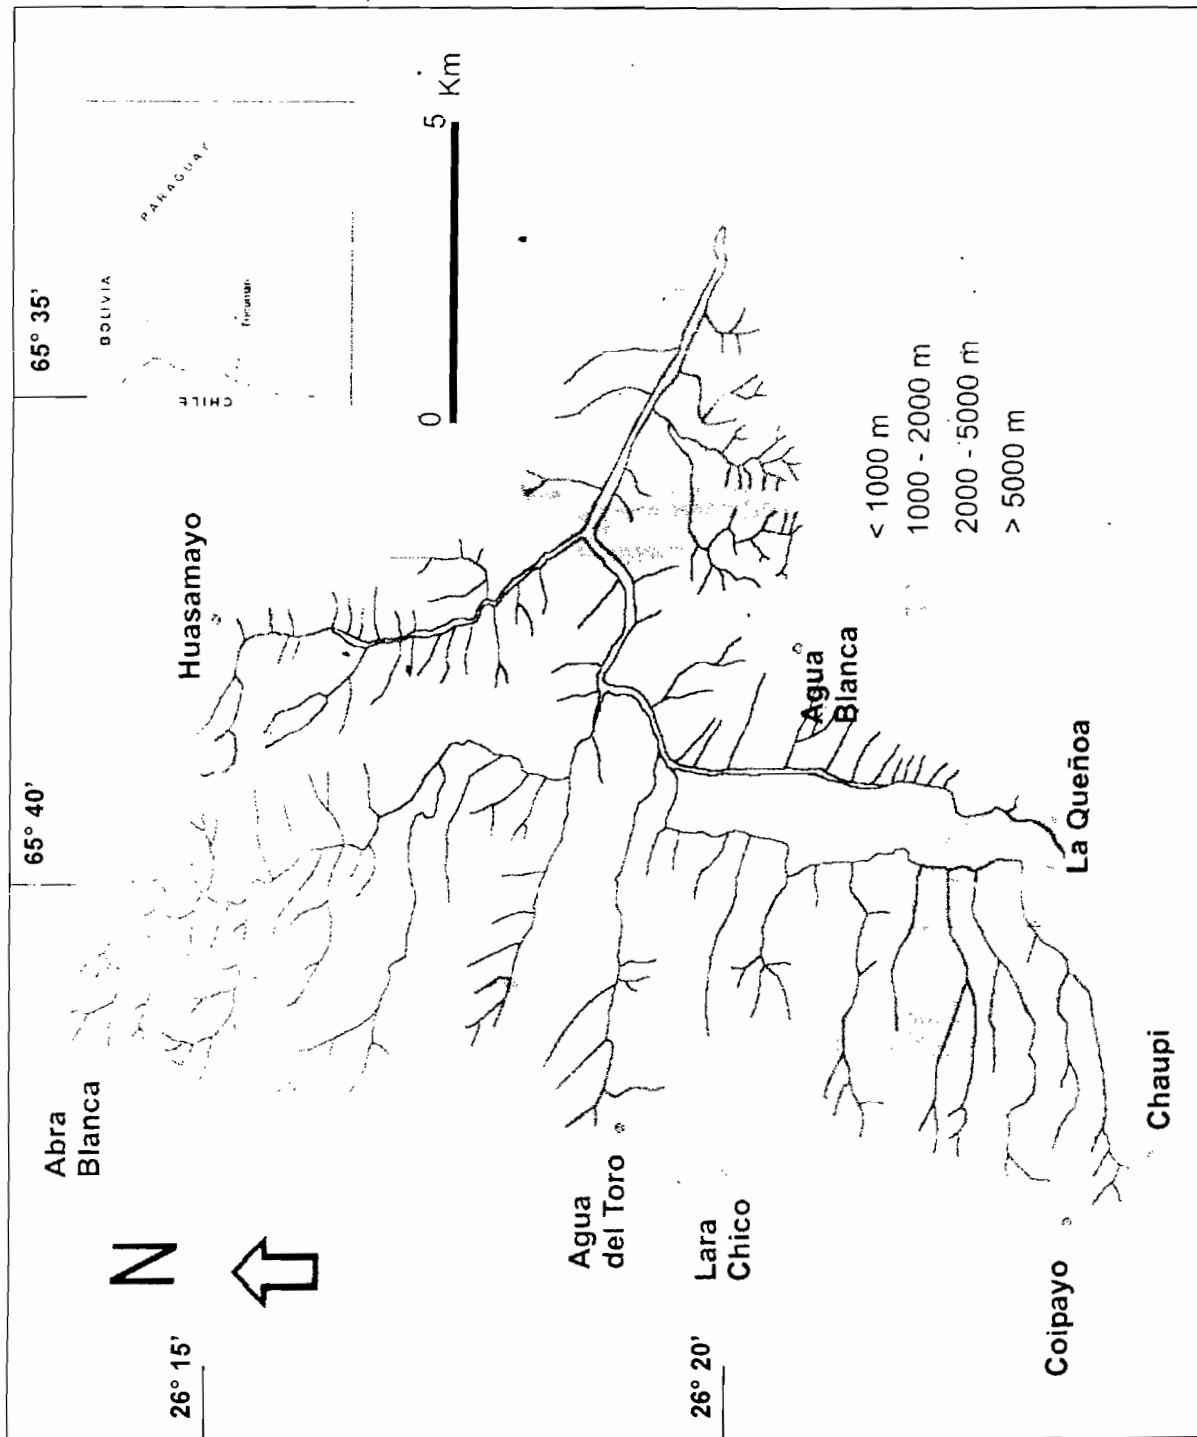 65° 40'
65° 35'
26° 15'
26° 20'
N
Abra
Blanca
Huasamayo
BOLIVIA
PARAGUAY
CHILE
0
5
Km
Agua
del Toro
Lara
Chico
Agua
Blanca
La Queñoa
Chaupi
Coipayo
< 1000 m
1000 - 2000 m
2000 - 5000 m
> 5000 m